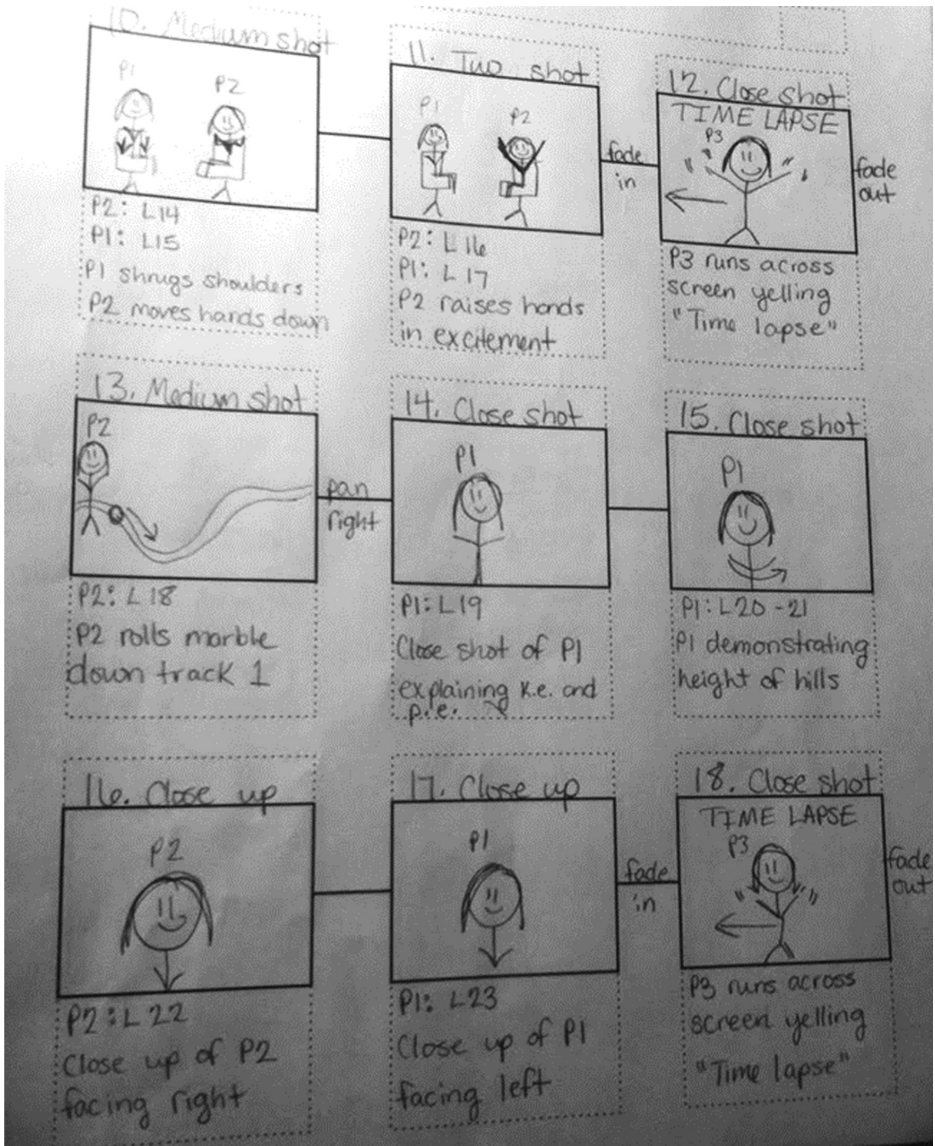 10. Medium shot
P1
P2
P2: L14
P1: L15
P1 shrugs shoulders
P2 moves hands down
11. Two shot
P1
P2
P2: L16
P1: L17
P2 raises hands
in excitement
fade
in
12. Close shot
TIME LAPSE
P3
P3 runs across
screen yelling
"Time lapse"
fade
out
13. Medium shot
P2
P2: L18
P2 rolls marble
down track 1
pan
right
14. Close shot
P1
P1: L19
Close shot of P1
explaining K.e. and
p.e.
15. Close shot
P1
P1: L20-21
P1 demonstrating
height of hills
16. Close up
P2
P2: L22
Close up of P2
facing right
17. Close up
P1
P1: L23
Close up of P1
facing left
fade
in
18. Close shot
TIME LAPSE
P3
P3 runs across
screen yelling
"Time lapse"
fade
out